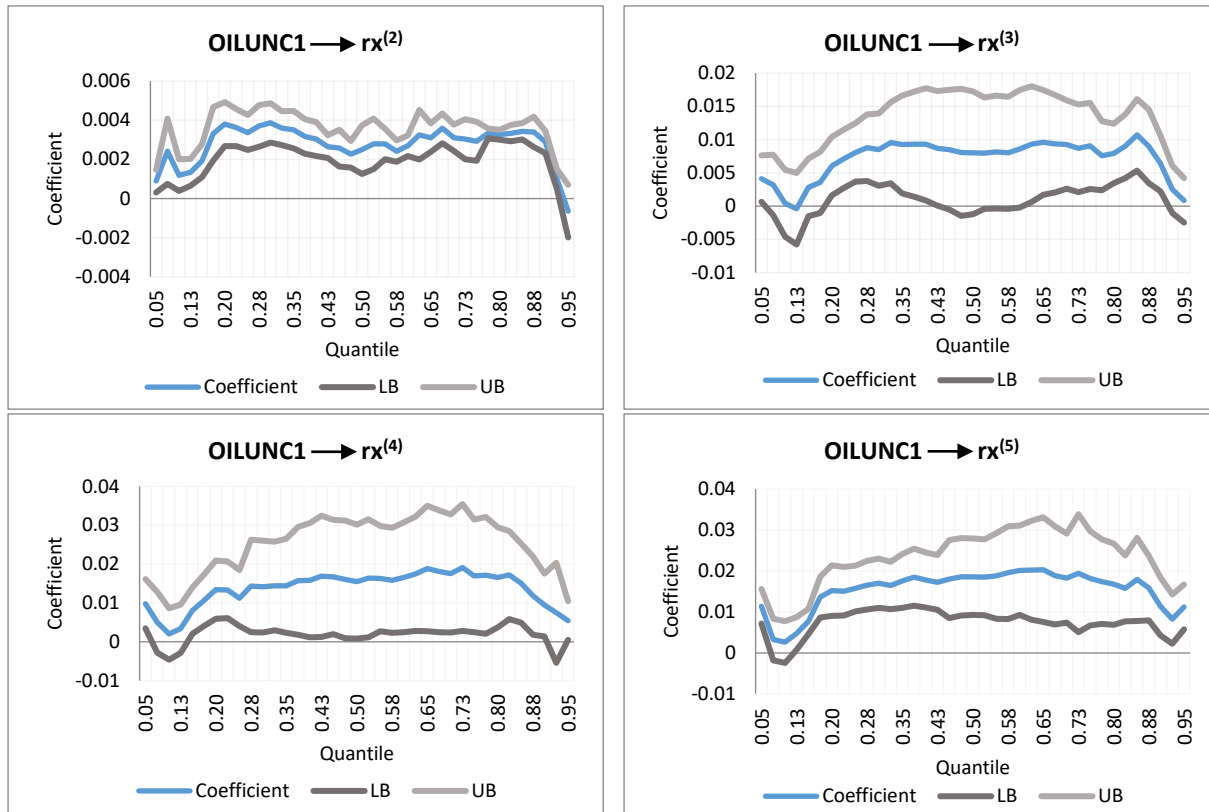 OILUNC1 → rx(2)
0.006
0.004
0.002
0
-0.002
-0.004
Coefficient
0.05 0.13 0.20 0.28 0.35 0.43 0.50 0.58 0.65 0.73 0.80 0.88 0.95
Quantile
Coefficient LB UB
OILUNC1 → rx(3)
0.02
0.015
0.01
0.005
0
-0.005
-0.01
Coefficient
0.05 0.13 0.20 0.28 0.35 0.43 0.50 0.58 0.65 0.73 0.80 0.88 0.95
Quantile
Coefficient LB UB
OILUNC1 → rx(4)
0.04
0.03
0.02
0.01
0
-0.01
Coefficient
0.05 0.13 0.20 0.28 0.35 0.43 0.50 0.58 0.65 0.73 0.80 0.88 0.95
Quantile
Coefficient LB UB
OILUNC1 → rx(5)
0.04
0.03
0.02
0.01
0
-0.01
Coefficient
0.05 0.13 0.20 0.28 0.35 0.43 0.50 0.58 0.65 0.73 0.80 0.88 0.95
Quantile
Coefficient LB UB